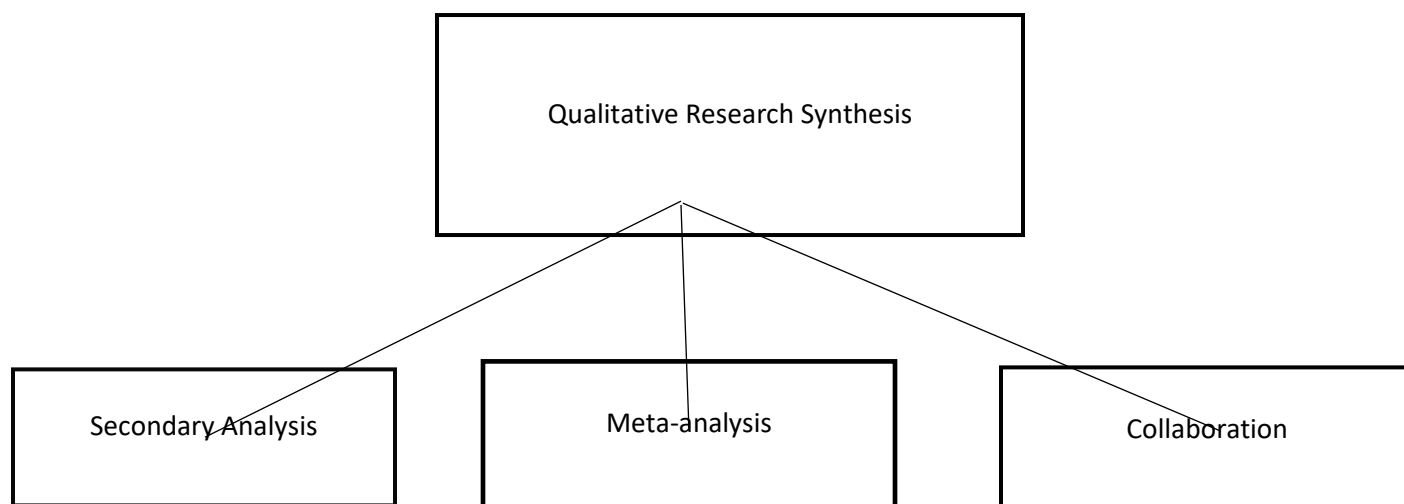 Qualitative Research Synthesis
Secondary Analysis
Meta-analysis
Collaboration